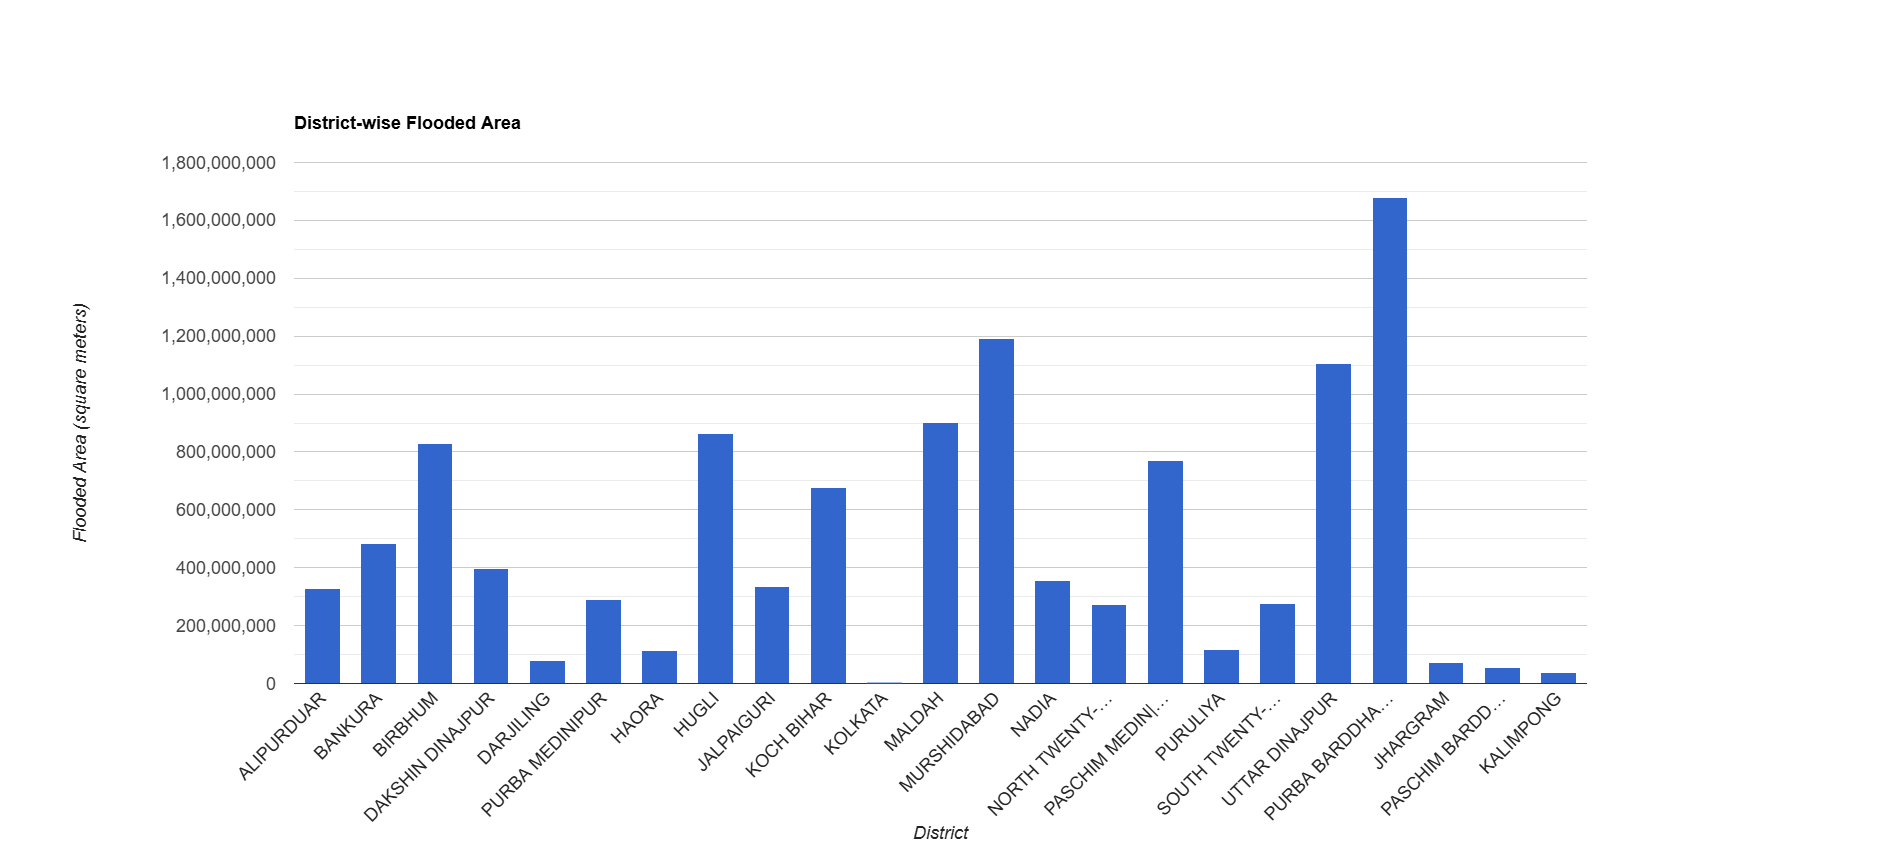 District-wise Flooded Area
1,800,000,000
1,600,000,000
1,400,000,000
1,200,000,000
1,000,000,000
800,000,000
600,000,000
400,000,000
200,000,000
0
Flooded Area (square meters)
ALIPURDUAR
BANKURA
BIRBHUM
DAKSHIN DINAJPUR
DARJILING
PURBA MEDINIPUR
HAORA
HUGLI
JALPAIGURI
KOCH BIHAR
KOLKATA
MALDAH
MURSHIDABAD
NADIA
NORTH TWENTY-...
PASCHIM MEDIN|...
PURULIYA
SOUTH TWENTY-...
UTTAR DINAJPUR
PURBA BARDDHA...
JHARGRAM
PASCHIM BARDD...
KALIMPONG
District